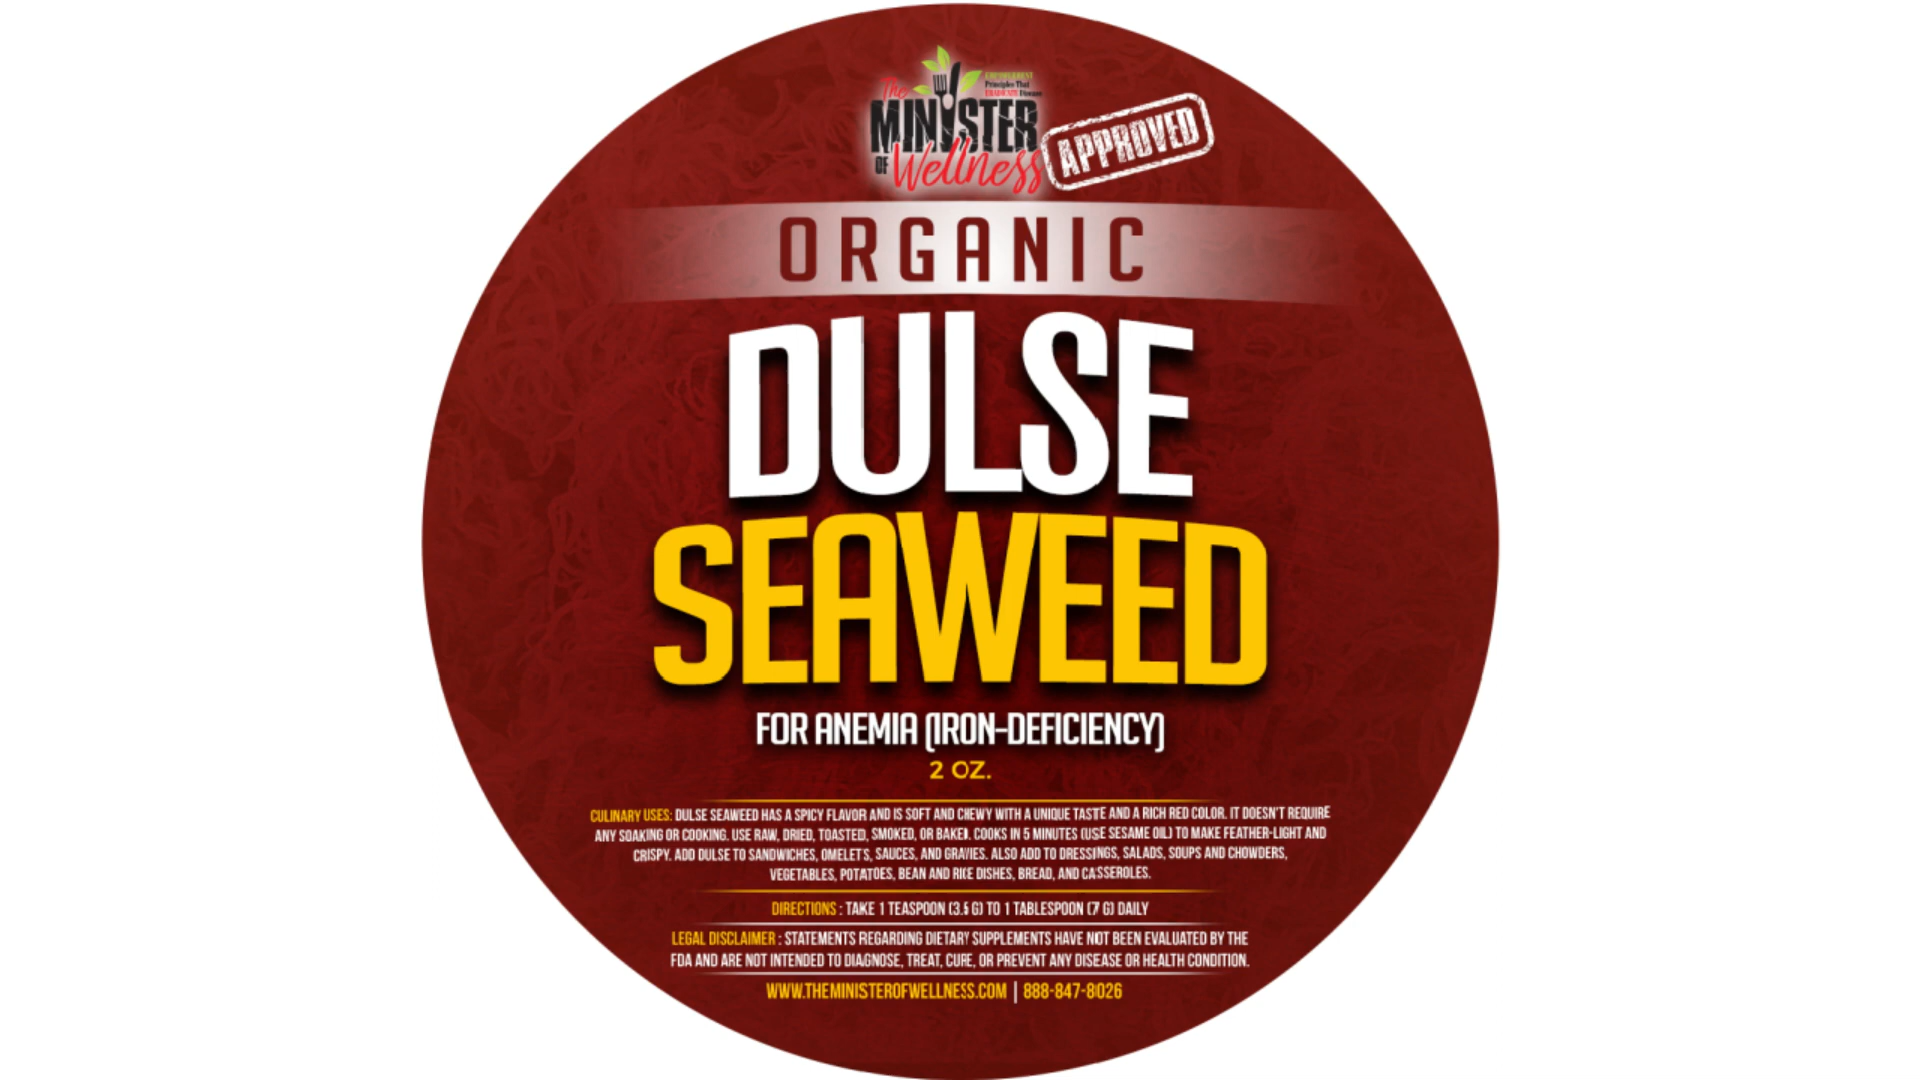 The
EMPOWERMENT
Principles That
ERADICATE Disease
MINISTER
OF Wellness
APPROVED
ORGANIC
DULSE
SEAWEED
FOR ANEMIA (IRON-DEFICIENCY)
2 OZ.
CULINARY USES: DULSE SEAWEED HAS A SPICY FLAVOR AND IS SOFT AND CHEWY WITH A UNIQUE TASTE AND A RICH RED COLOR. IT DOESN'T REQUIRE
ANY SOAKING OR COOKING. USE RAW, DRIED, TOASTED, SMOKED, OR BAKED. COOKS IN 5 MINUTES (USE SESAME OIL) TO MAKE FEATHER-LIGHT AND
CRISPY. ADD DULSE TO SANDWICHES, OMELETS, SAUCES, AND GRAVIES. ALSO ADD TO DRESSINGS, SALADS, SOUPS AND CHOWDERS,
VEGETABLES, POTATOES, BEAN AND RICE DISHES, BREAD, AND CASSEROLES.
DIRECTIONS : TAKE 1 TEASPOON (3.5 G) TO 1 TABLESPOON (7 G) DAILY
LEGAL DISCLAIMER : STATEMENTS REGARDING DIETARY SUPPLEMENTS HAVE NOT BEEN EVALUATED BY THE
FDA AND ARE NOT INTENDED TO DIAGNOSE, TREAT, CURE, OR PREVENT ANY DISEASE OR HEALTH CONDITION.
WWW.THEMINISTEROFWELLNESS.COM | 888-847-8026